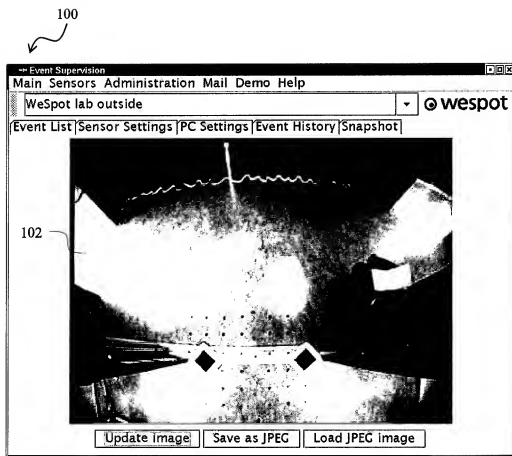 100
Event Supervision
Main Sensors Administration Mail Demo Help
WeSpot lab outside
wespot
Event List Sensor Settings PC Settings Event History Snapshot
102
Update image Save as JPEG Load JPEG image